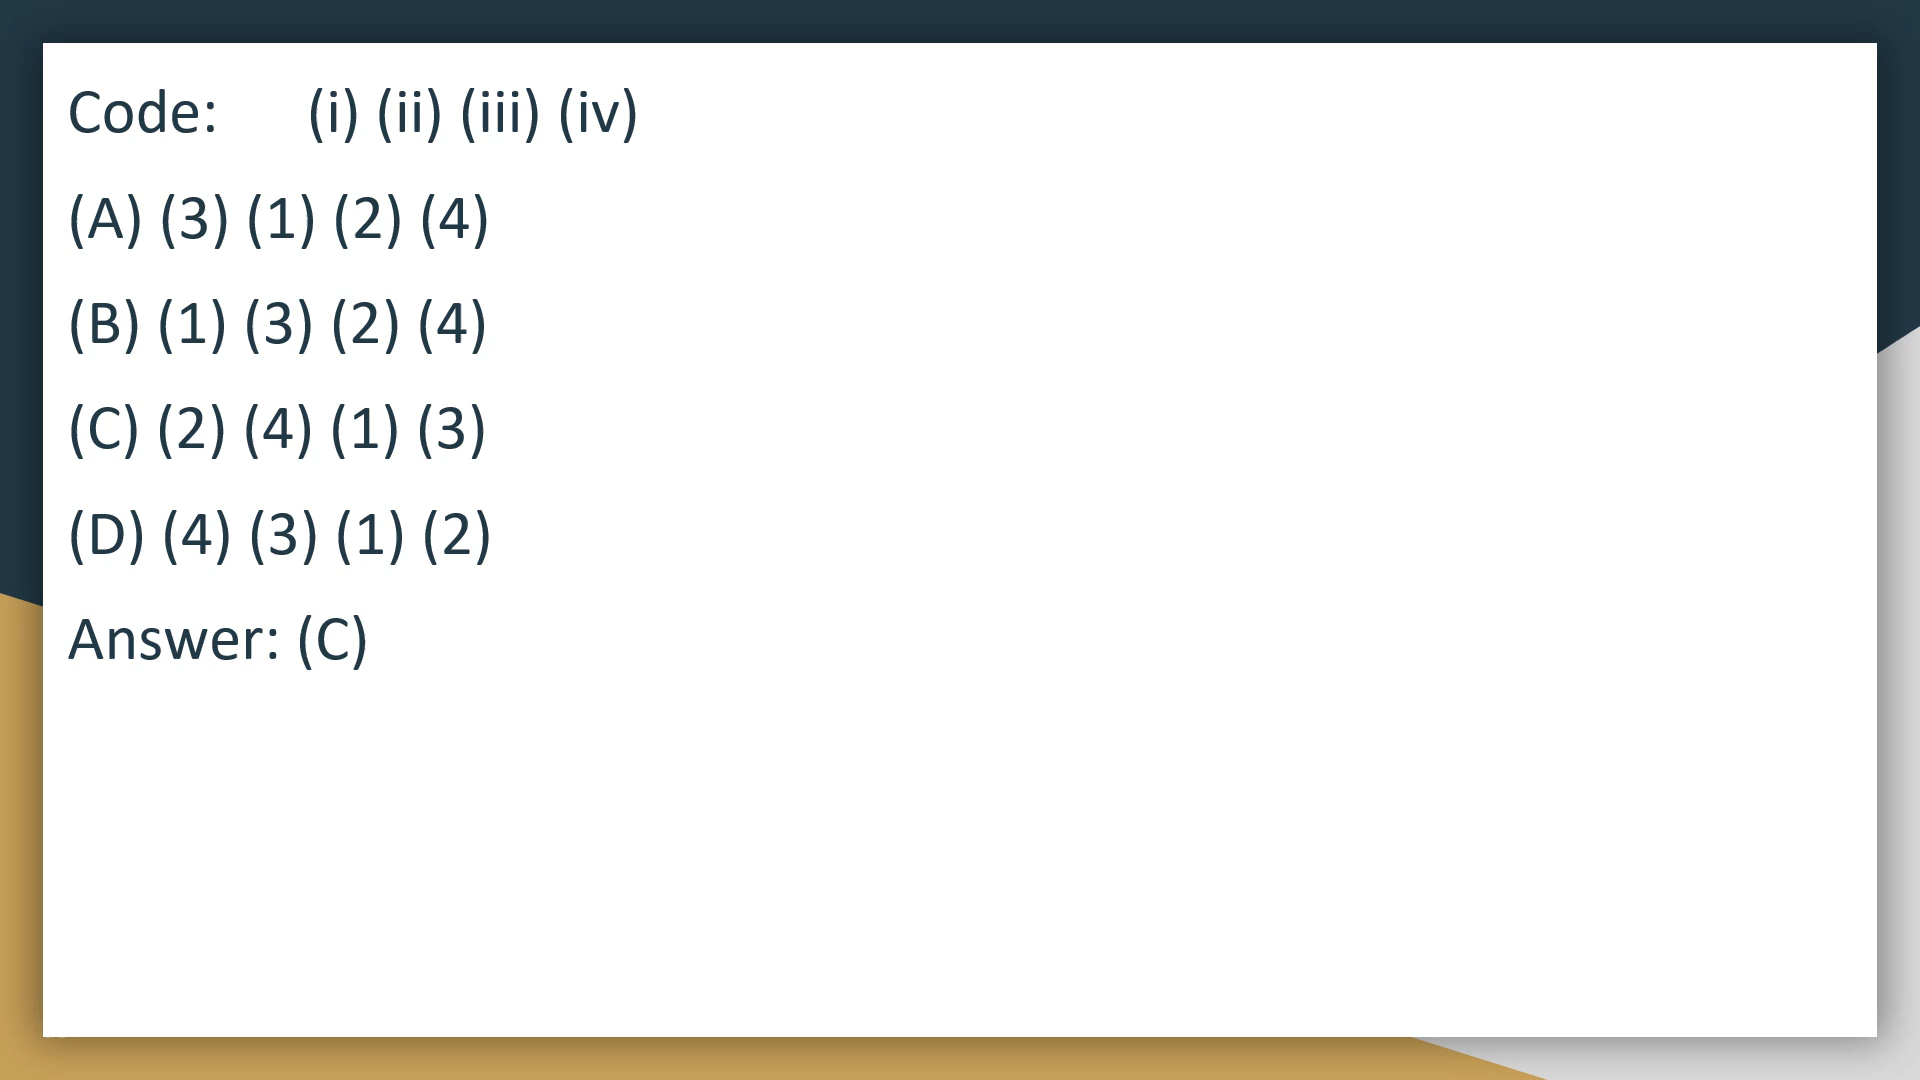 Code: (i) (ii) (iii) (iv)
(A) (3) (1) (2) (4)
(B) (1) (3) (2) (4)
(C) (2) (4) (1) (3)
(D) (4) (3) (1) (2)
Answer: (C)